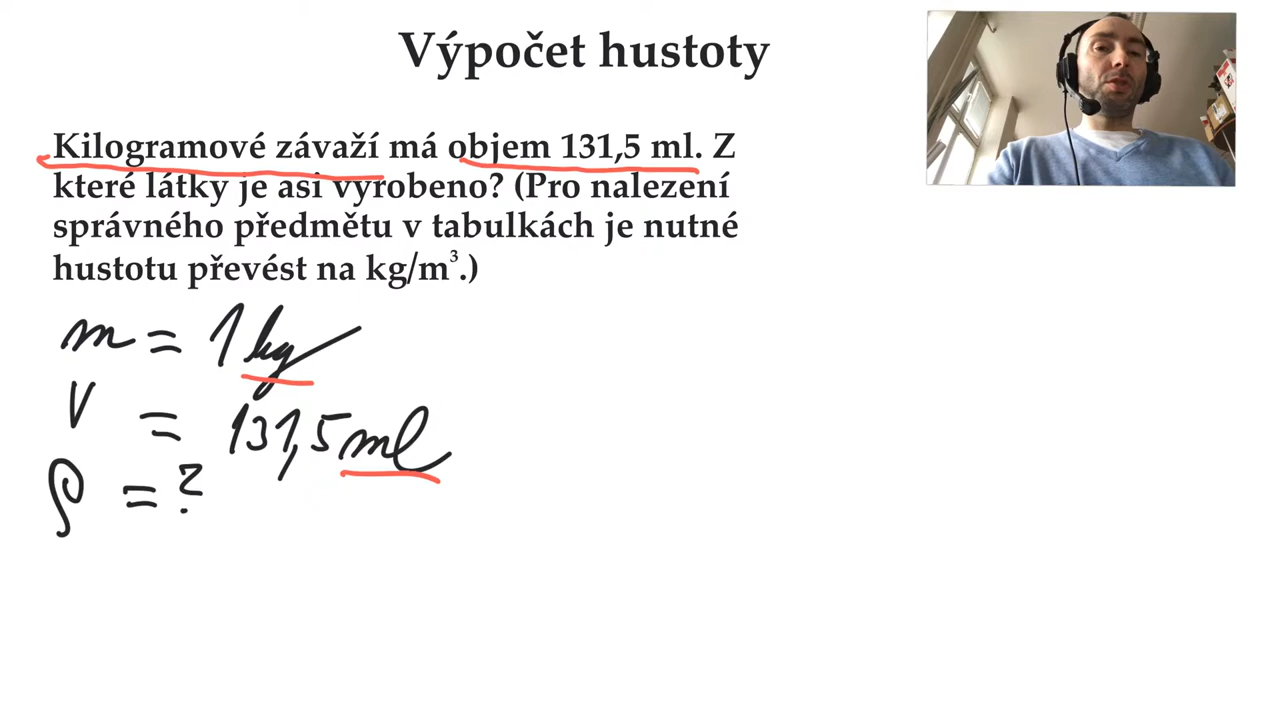 Výpočet hustoty
Kilogramové závaží má objem 131,5 ml. Z
které látky je asi vyrobeno? (Pro nalezení
správného předmětu v tabulkách je nutné
hustotu převést na kg/m³.)
m = 1 kg
V = 131,5 ml
ρ = ?